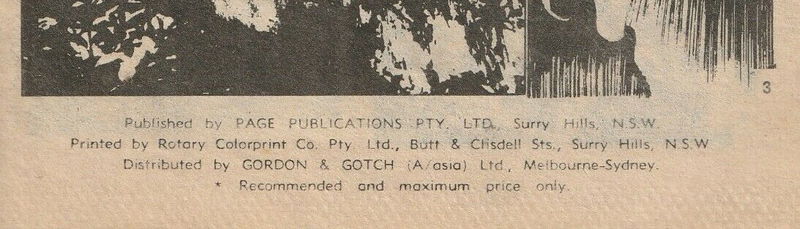 3
Published by PAGE PUBLICATIONS PTY. LTD., Surry Hills, N.S.W.
Printed by Rotary Colorprint Co. Pty. Ltd., Butt & Clisdell Sts., Surry Hills, N.S.W
Distributed by GORDON & GOTCH (A/asia) Ltd., Melbourne-Sydney.
* Recommended and maximum price only.